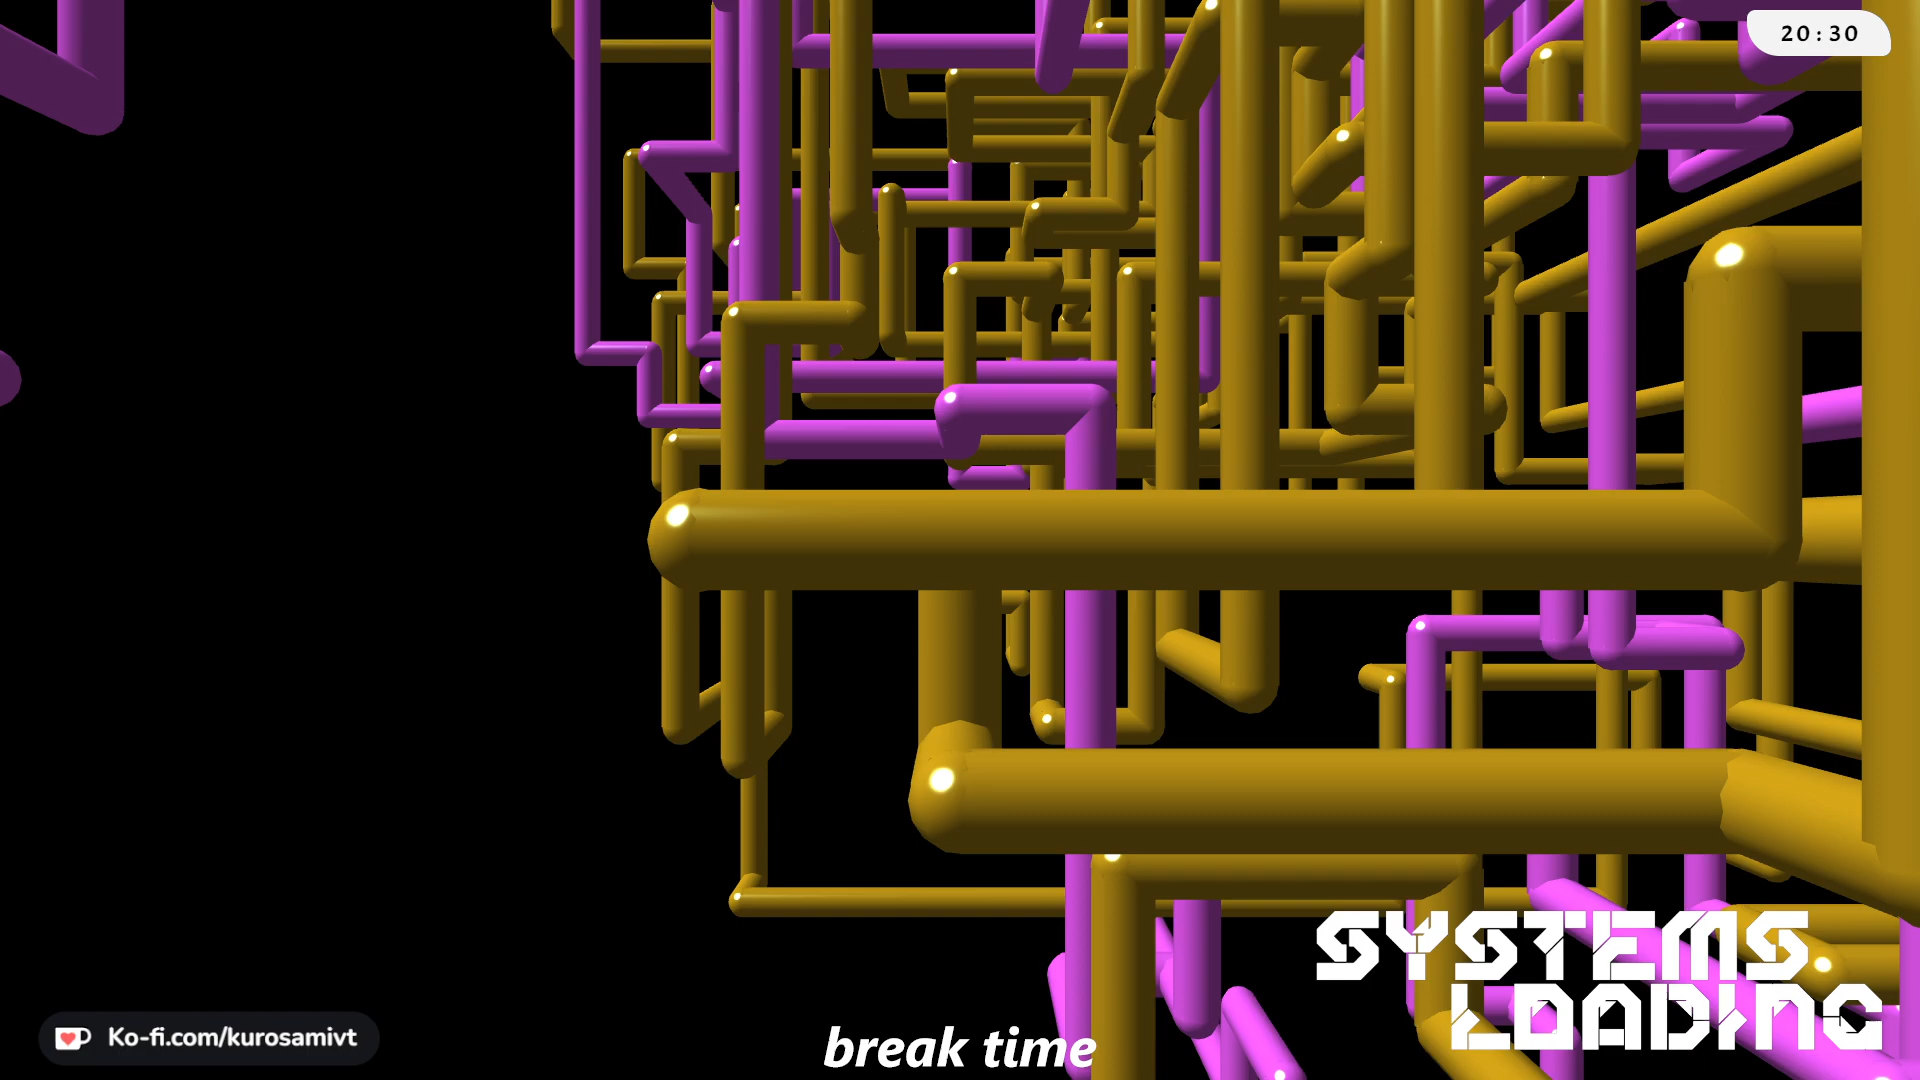 20:30
SYSTEMS
LOADING
Ko-fi.com/kurosamivt
break time